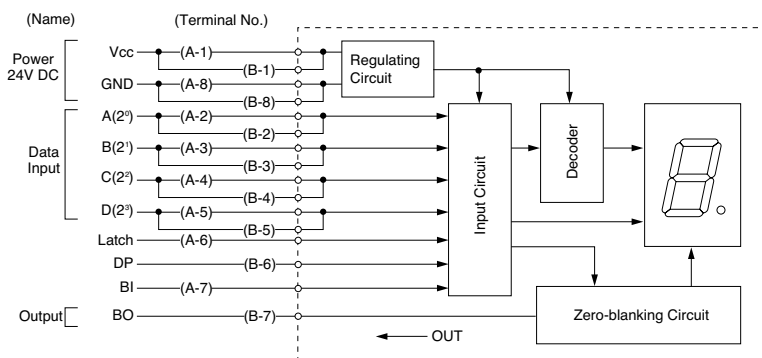 (Name)
(Terminal No.)
Power
24V DC
Vcc
(A-1)
(B-1)
GND
(A-8)
(B-8)
Regulating
Circuit
Data
Input
A(2⁰)
(A-2)
(B-2)
B(2¹)
(A-3)
(B-3)
C(2²)
(A-4)
(B-4)
D(2³)
(A-5)
(B-5)
Latch
(A-6)
DP
(B-6)
BI
(A-7)
Input Circuit
Decoder
Output
BO
(B-7)
Zero-blanking Circuit
OUT